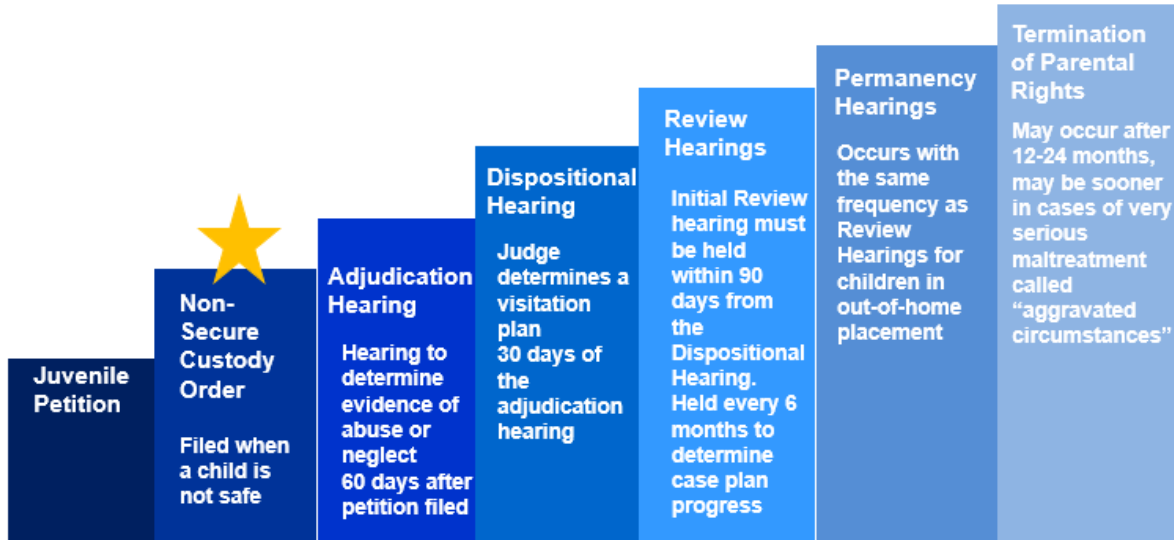 Juvenile
Petition
Non-
Secure
Custody
Order
Filed when
a child is
not safe
Adjudication
Hearing
Hearing to
determine
evidence of
abuse or
neglect
60 days after
petition filed
Dispositional
Hearing
Judge
determines a
visitation
plan
30 days of
the
adjudication
hearing
Review
Hearings
Initial Review
hearing must
be held
within 90
days from
the
Dispositional
Hearing.
Held every 6
months to
determine
case plan
progress
Permanency
Hearings
Occurs with
the same
frequency as
Review
Hearings for
children in
out-of-home
placement
Termination
of Parental
Rights
May occur after
12-24 months,
may be sooner
in cases of very
serious
maltreatment
called
“aggravated
circumstances”